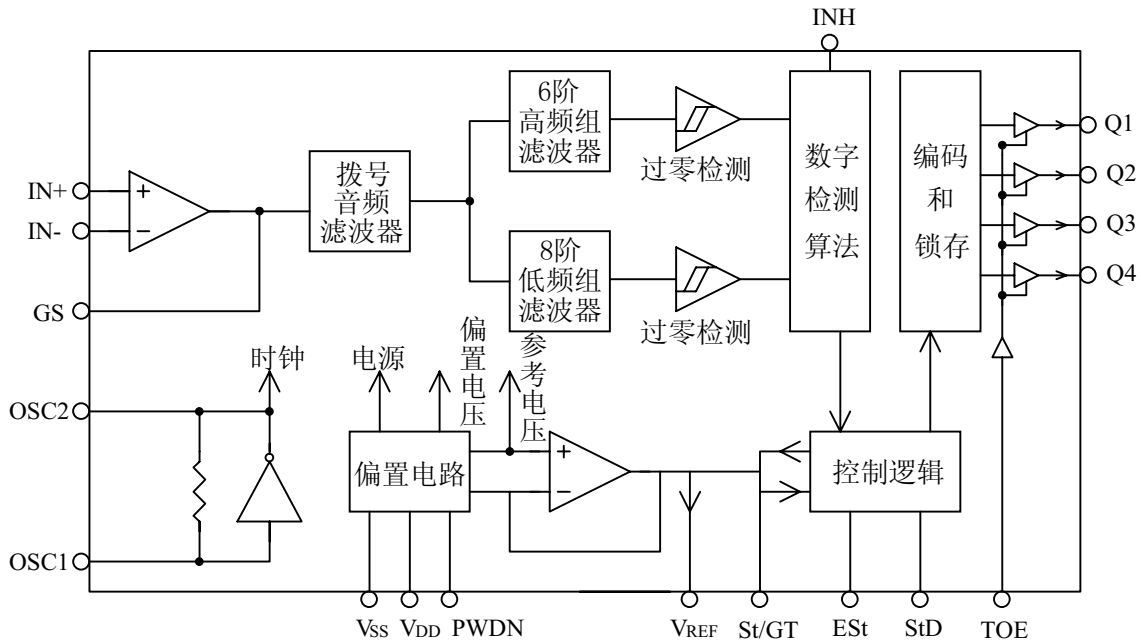 INH
IN+
IN-
GS
OSC2
OSC1
+
−
拨号
音频
滤波器
6阶
高频组
滤波器
8阶
低频组
滤波器
过零检测
过零检测
数字
检测
算法
编码
和
锁存
Q1
Q2
Q3
Q4
时钟
电源
偏置电压
参考电压
偏置电路
+
−
控制逻辑
VSS
VDD
PWDN
VREF
St/GT
ESt
StD
TOE